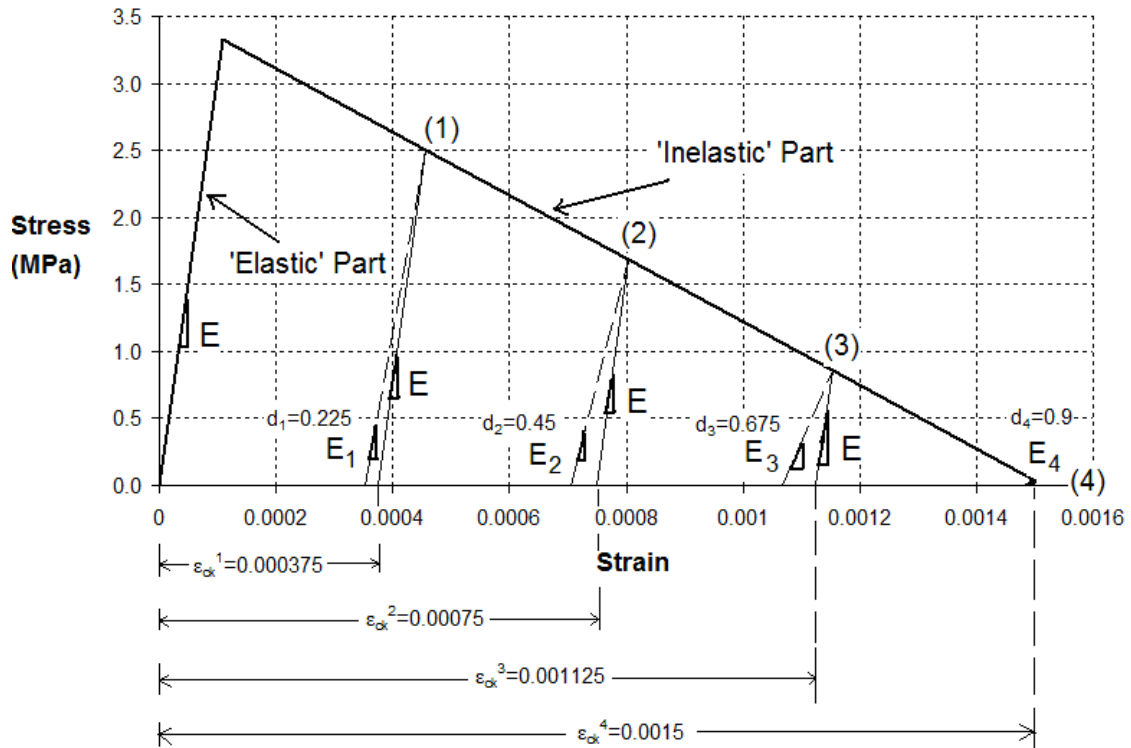 3.5
3.0
(1)
2.5
'Inelastic' Part
Stress
(MPa)
2.0
(2)
'Elastic' Part
1.5
E
1.0
E
E
(3)
0.5
d₁=0.225
d₂=0.45
d₃=0.675
d₄=0.9
E₁
E₂
E₃
E
E₄
0.0
(4)
0
0.0002
0.0004
0.0006
0.0008
0.001
0.0012
0.0014
0.0016
Strain
εck¹=0.000375
εck²=0.00075
εck³=0.001125
εck⁴=0.0015